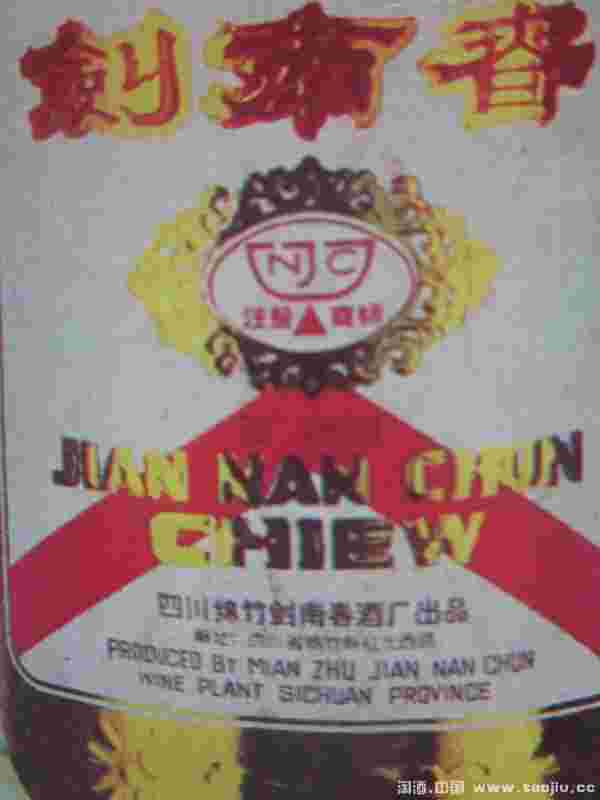 劍南春
NJC
注册 商标
JIAN NAN CHUN
CHIEW
四川绵竹剑南春酒厂出品
PRODUCED BY MIAN ZHU JIAN NAN CHUN
WINE PLANT SICHUAN PROVINCE
淘酒.中国 www.taojiu.cc